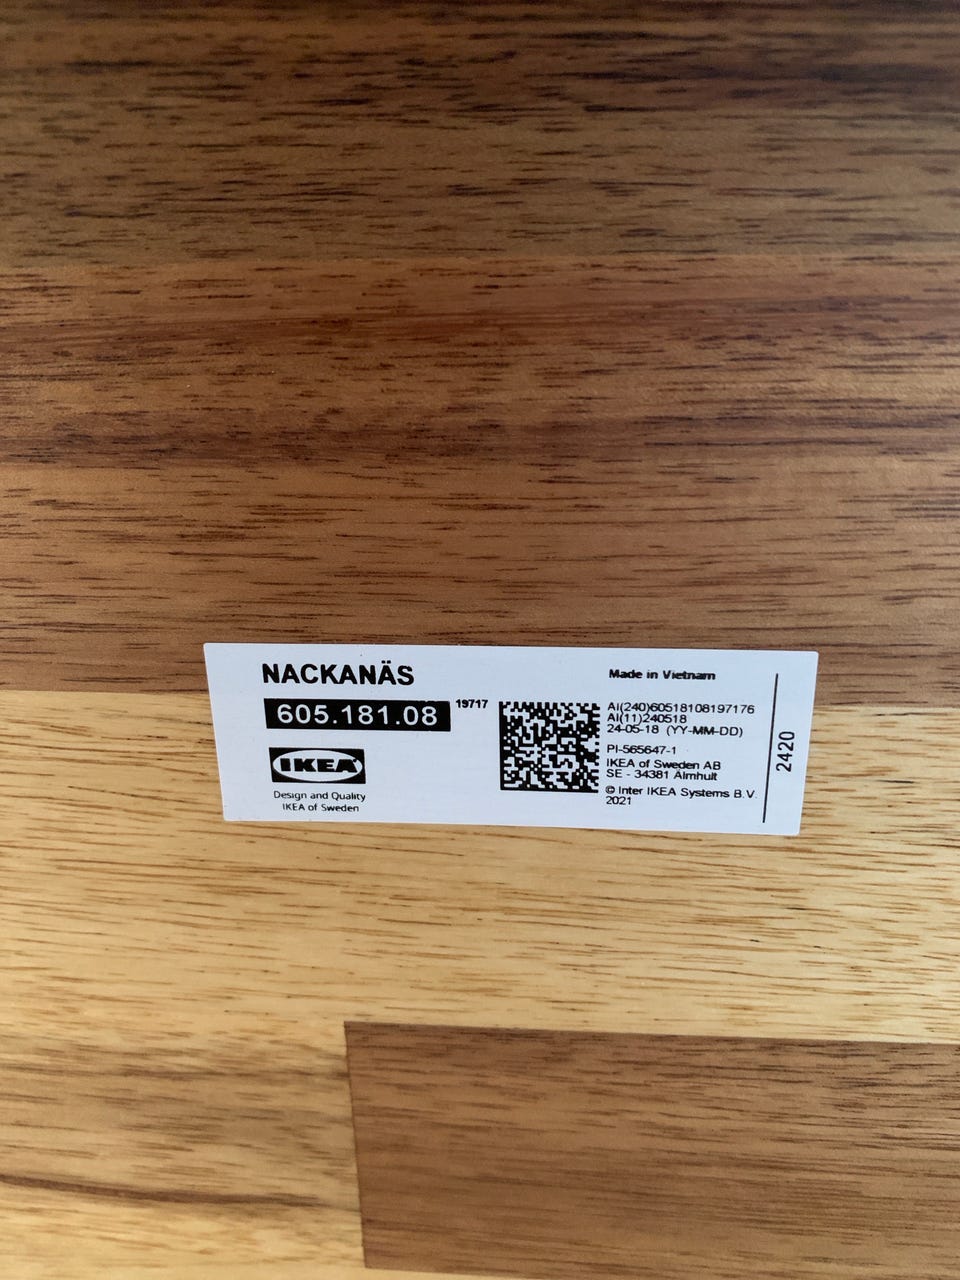 NACKANÄS
605.181.08
19717
IKEA
Design and Quality
IKEA of Sweden
Made in Vietnam
AI(240)60518108197176
AI(11)240518
24-05-18 (YY-MM-DD)
PI-565647-1
IKEA of Sweden AB
SE - 34381 Älmhult
© Inter IKEA Systems B.V.
2021
2420